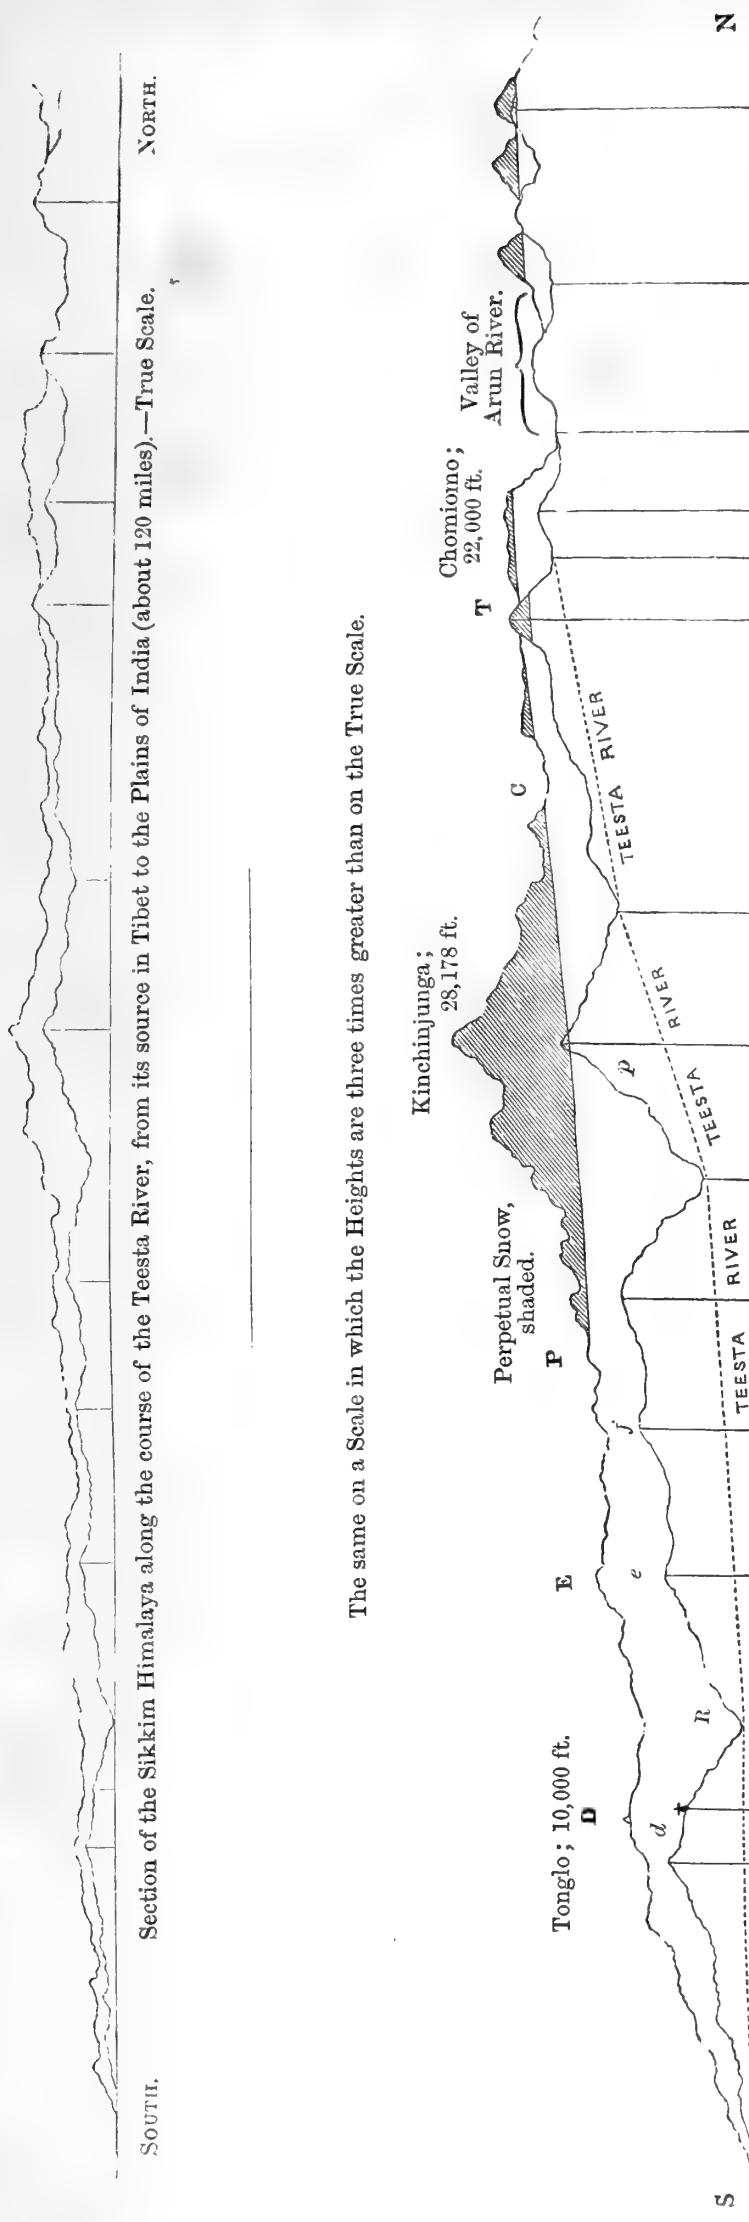 SOUTH.
NORTH.
Section of the Sikkim Himalaya along the course of the Teesta River, from its source in Tibet to the Plains of India (about 120 miles).—True Scale.
The same on a Scale in which the Heights are three times greater than on the True Scale.
Kinchinjunga;
28,178 ft.
Chomiomo;
22,000 ft.
Valley of
Arun River.
Perpetual Snow,
shaded.
Tonglo; 10,000 ft.
D
E
P
C
T
d
R
e
j
p
TEESTA RIVER
TEESTA RIVER
TEESTA RIVER
S
N